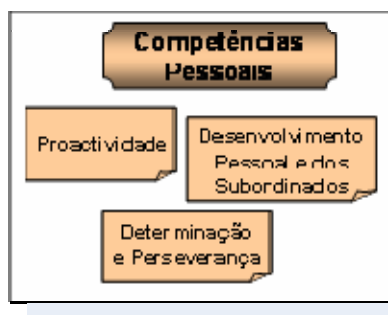 Competências
Pessoais
Proactividade
Desenvolvimento
Pessoal e dos
Subordinados
Determinação
e Perseverança